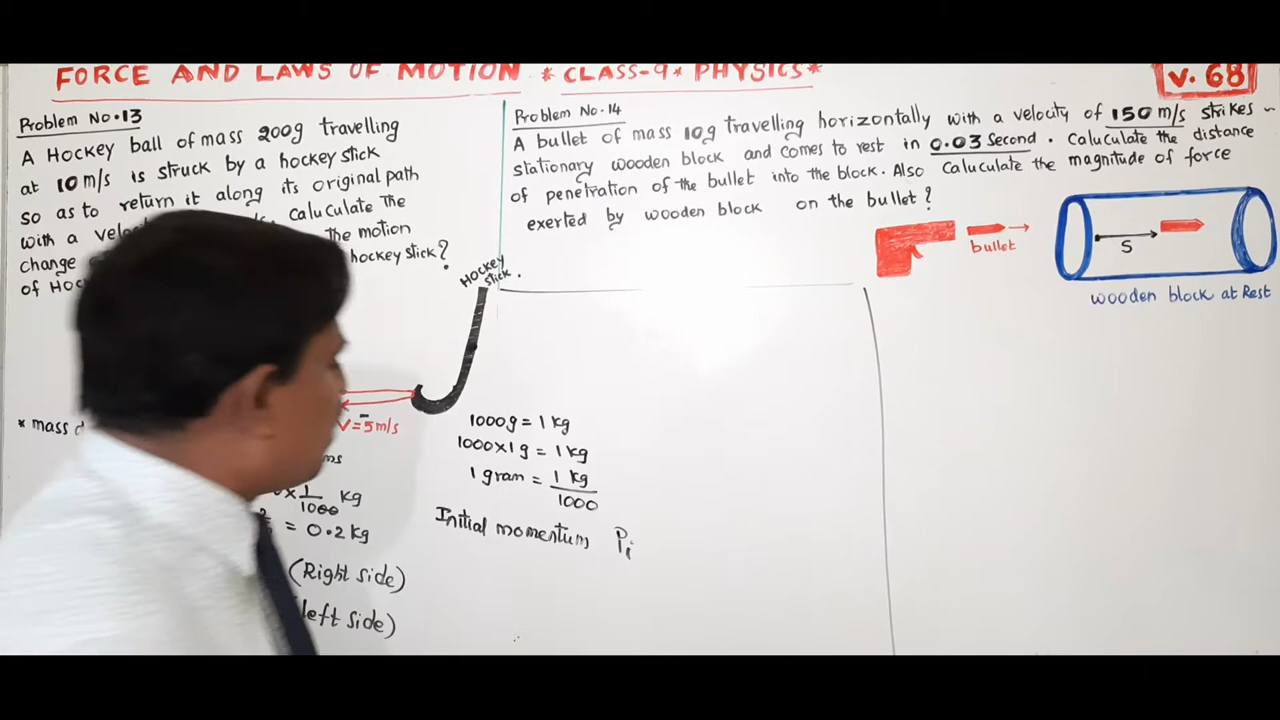 FORCE AND LAWS OF MOTION * CLASS-9 * PHYSICS *
V. 68
Problem No.13
A Hockey ball of mass 200g travelling
at 10 m/s is struck by a hockey stick
so as to return it along its original path
with a calculate the
change the motion
of hockey stick?
Hockey
stick.
V = -5 m/s
* mass
× 1/1000 kg
= 0.2 kg
(Right side)
left side)
1000g = 1 kg
1000×1 g = 1 kg
1 gram = 1 kg/1000
Initial momentum Pi
Problem No.14
A bullet of mass 10g travelling horizontally with a velocity of 150 m/s strikes
stationary wooden block and comes to rest in 0.03 second. Caluculate the distance
of penetration of the bullet into the block. Also Caluculate the magnitude of force
exerted by wooden block on the bullet?
bullet
S
wooden block at Rest